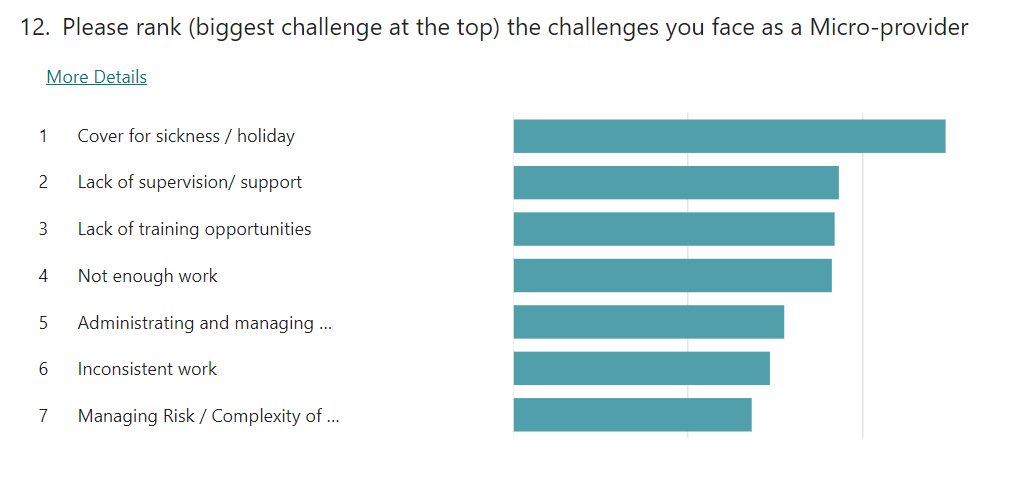 12. Please rank (biggest challenge at the top) the challenges you face as a Micro-provider
More Details
1 Cover for sickness / holiday
2 Lack of supervision/ support
3 Lack of training opportunities
4 Not enough work
5 Administrating and managing ...
6 Inconsistent work
7 Managing Risk / Complexity of ...